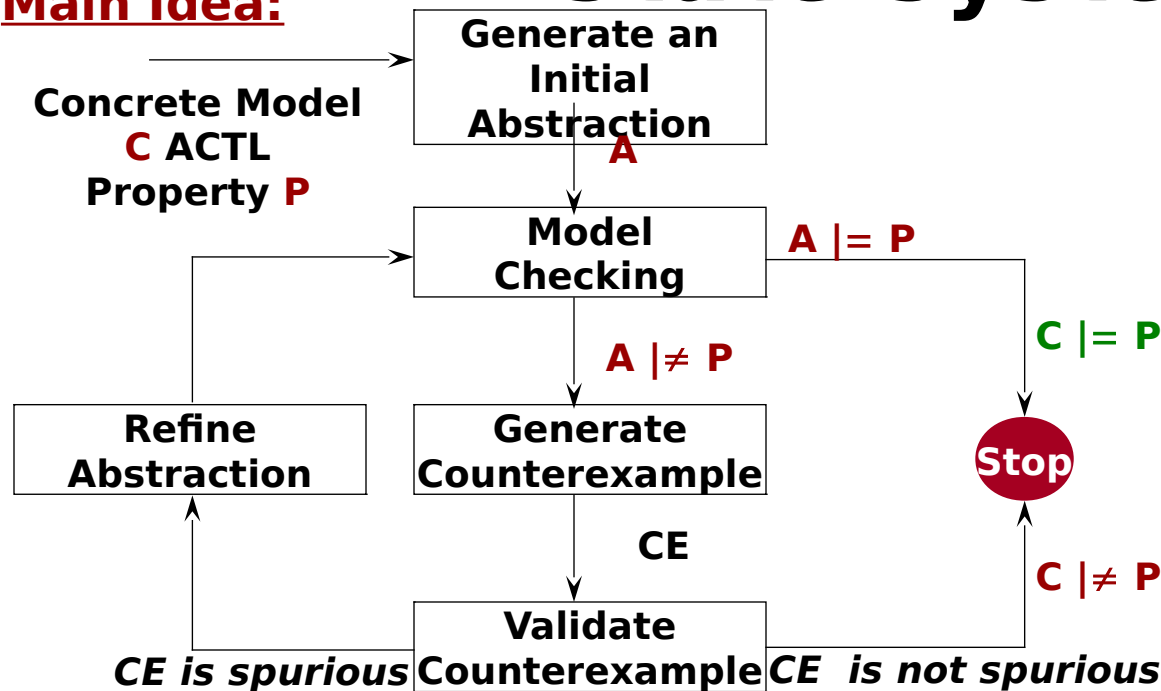 Main Idea:
Generate an
Initial
Abstraction
Concrete Model
C ACTL
Property P
A
Model
Checking
A |= P
C |= P
A |≠ P
Refine
Abstraction
Generate
Counterexample
Stop
CE
C |≠ P
Validate
Counterexample
CE is spurious
CE is not spurious